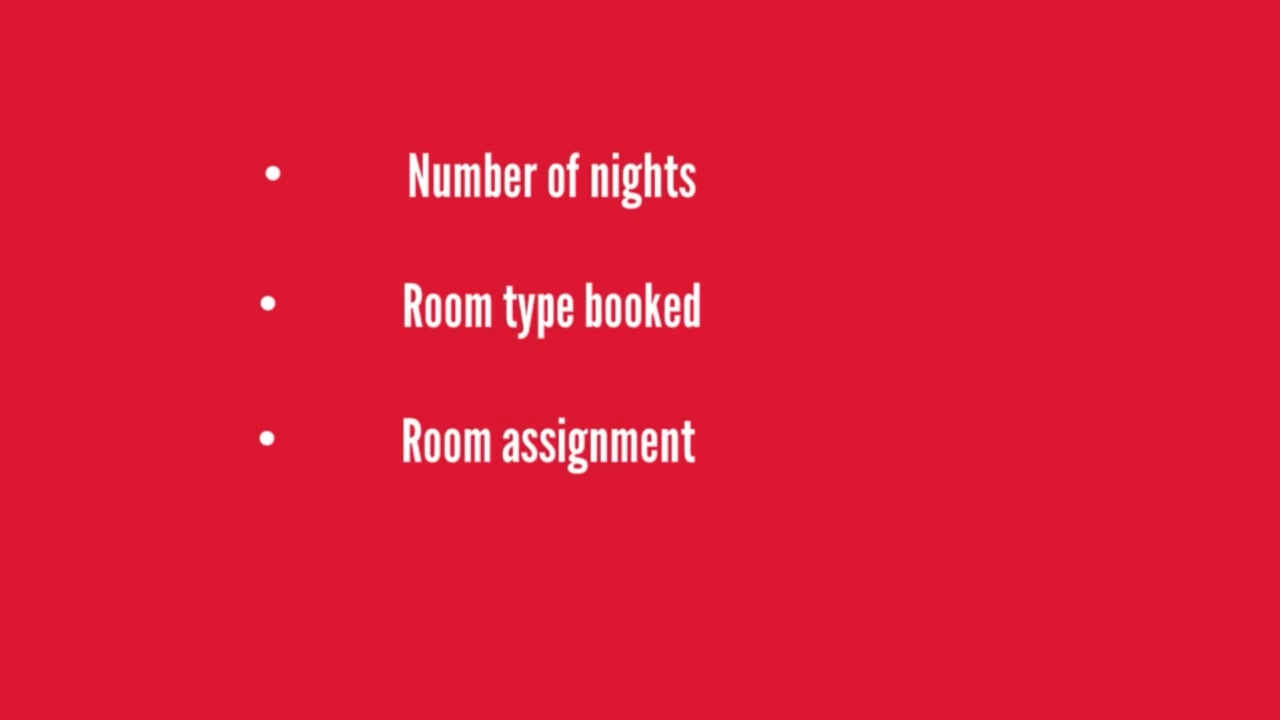 • Number of nights
• Room type booked
• Room assignment